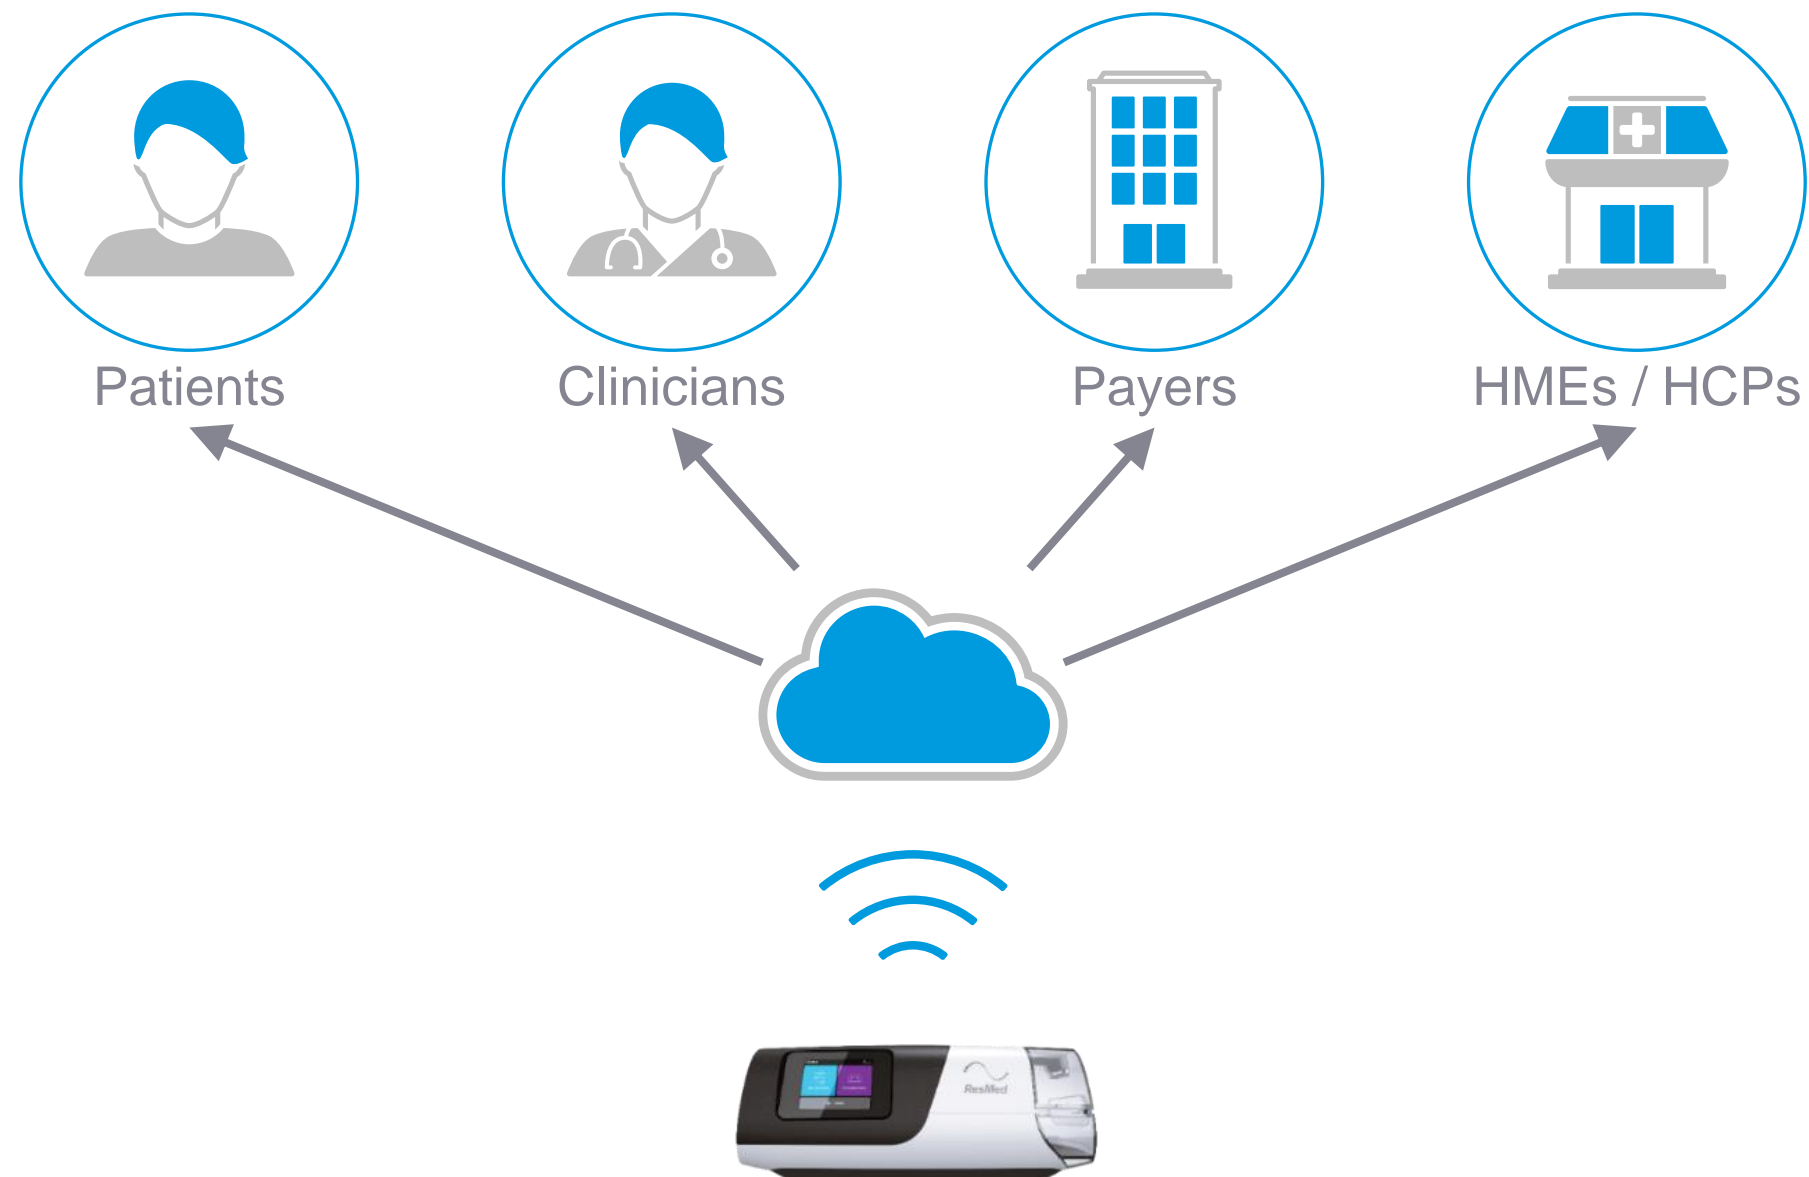 Patients
Clinicians
Payers
HMEs / HCPs
ResMed